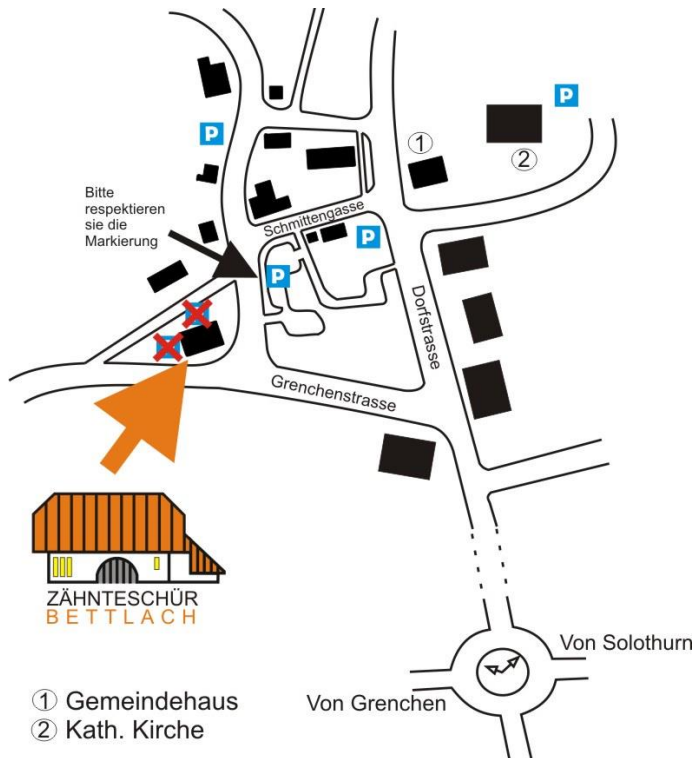 P
P
1
2
Bitte
respektieren
sie die
Markierung
Schmittengasse
P
P
Dorfstrasse
Grenchenstrasse
ZÄHNTESCHÜR
BETTLACH
Von Solothurn
Von Grenchen
1 Gemeindehaus
2 Kath. Kirche